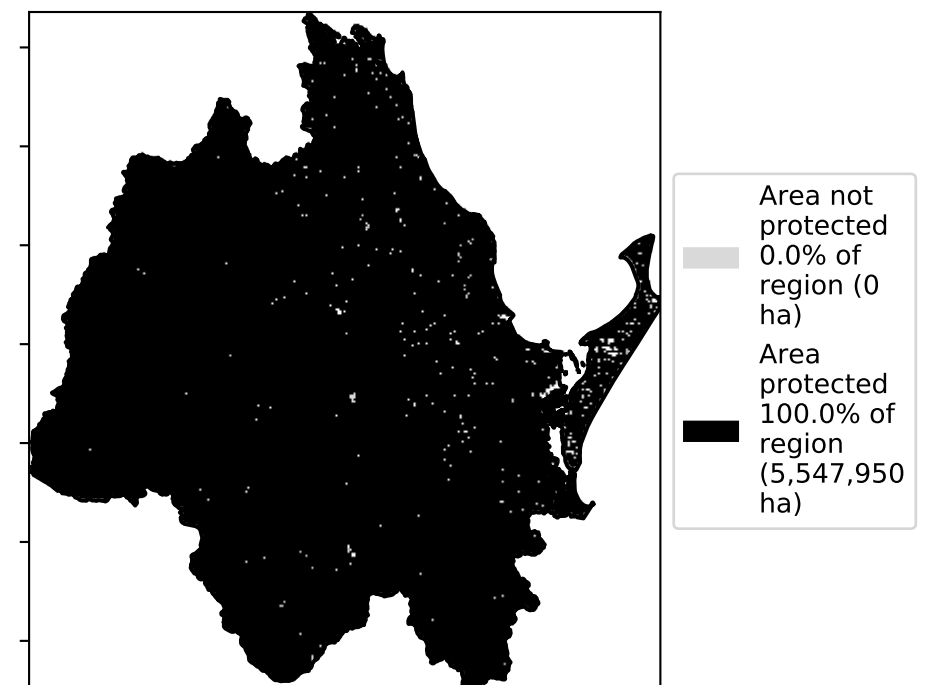 Area not
protected
0.0% of
region (0
ha)
Area
protected
100.0% of
region
(5,547,950
ha)